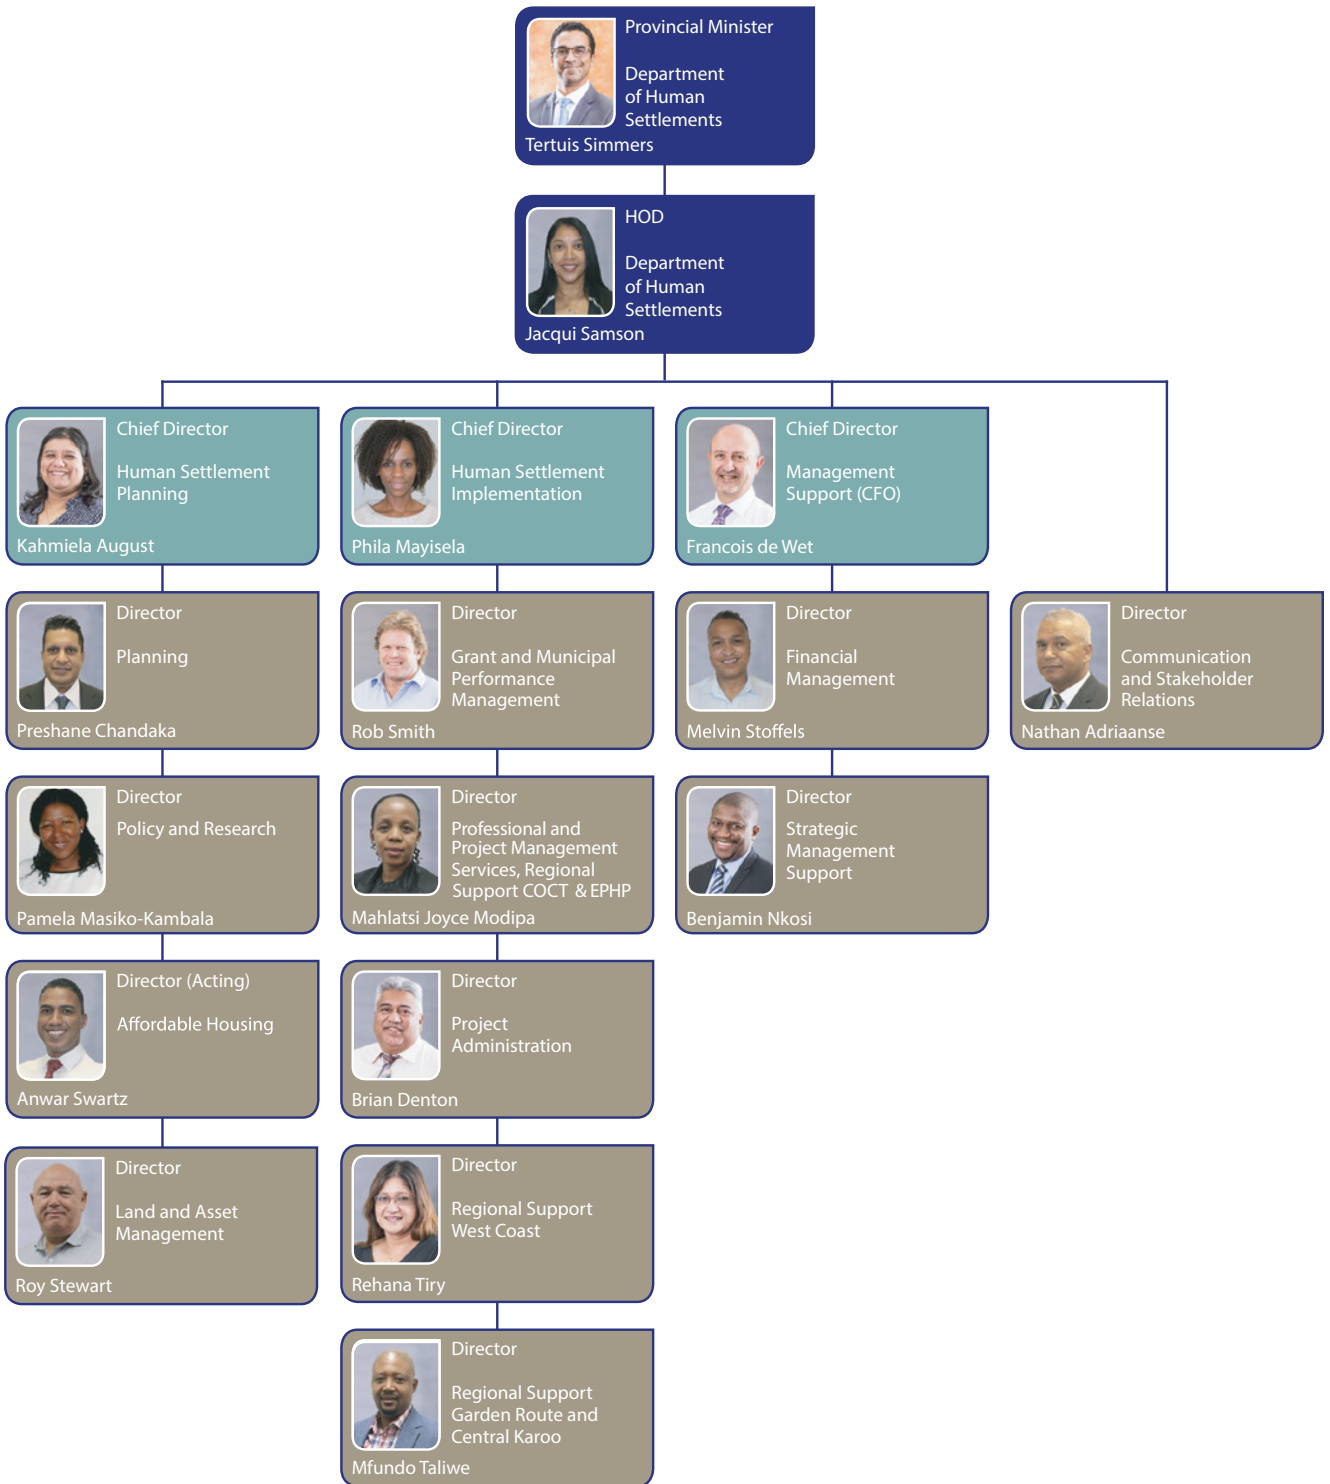 Provincial Minister
Department
of Human
Settlements
Tertuis Simmers
HOD
Department
of Human
Settlements
Jacqui Samson
Chief Director
Human Settlement
Planning
Kahmiela August
Chief Director
Human Settlement
Implementation
Phila Mayisela
Chief Director
Management
Support (CFO)
Francois de Wet
Director
Planning
Preshane Chandaka
Director
Grant and Municipal
Performance
Management
Rob Smith
Director
Financial
Management
Melvin Stoffels
Director
Communication
and Stakeholder
Relations
Nathan Adriaanse
Director
Policy and Research
Pamela Masiko-Kambala
Director
Professional and
Project Management
Services, Regional
Support COCT & EPHP
Mahlatsi Joyce Modipa
Director
Strategic
Management
Support
Benjamin Nkosi
Director (Acting)
Affordable Housing
Anwar Swartz
Director
Project
Administration
Brian Denton
Director
Land and Asset
Management
Roy Stewart
Director
Regional Support
West Coast
Rehana Tiry
Director
Regional Support
Garden Route and
Central Karoo
Mfundo Taliwe